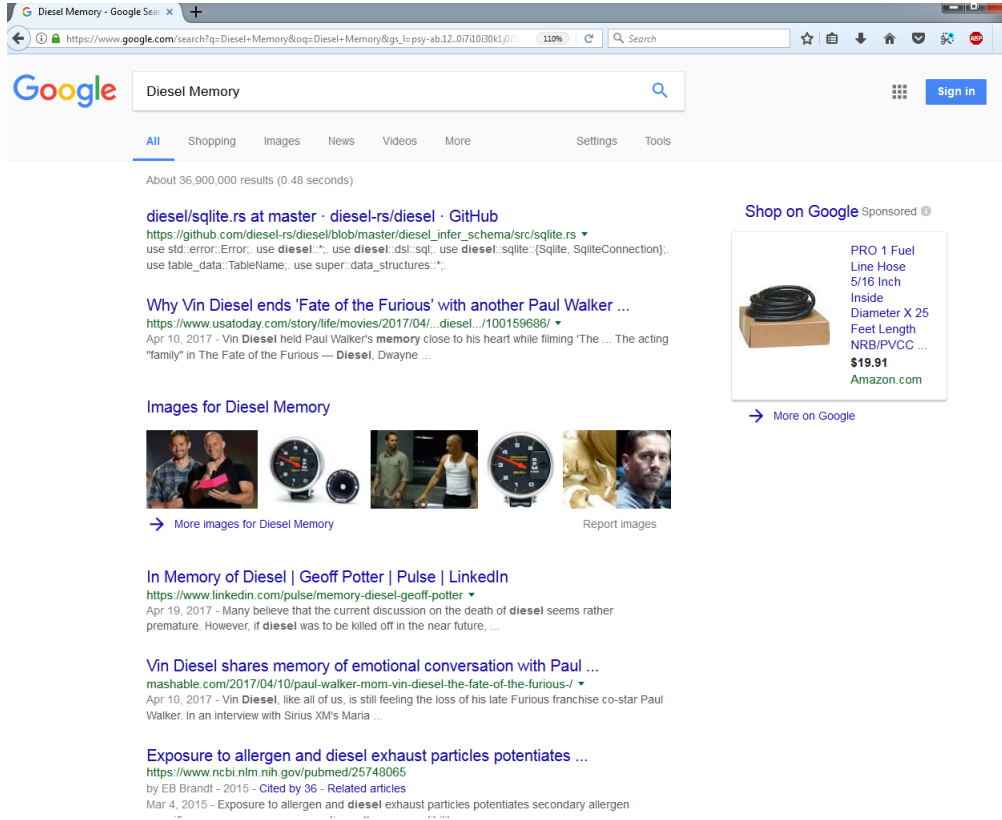 Diesel Memory - Google Sear
https://www.google.com/search?q=Diesel+Memory&oq=Diesel+Memory&gs_l=psy-ab.12..0i7i10i30k1j0i5
110%
Search
ABP
Google
Diesel Memory
Sign in
All Shopping Images News Videos More Settings Tools
About 36,900,000 results (0.48 seconds)
diesel/sqlite.rs at master · diesel-rs/diesel · GitHub
https://github.com/diesel-rs/diesel/blob/master/diesel_infer_schema/src/sqlite.rs
use std::error::Error;. use diesel::*;. use diesel::dsl::sql;. use diesel::sqlite::{Sqlite, SqliteConnection};.
use table_data::TableName;. use super::data_structures::*;.
Why Vin Diesel ends 'Fate of the Furious' with another Paul Walker ...
https://www.usatoday.com/story/life/movies/2017/04/...diesel.../100159686/
Apr 10, 2017 - Vin Diesel held Paul Walker's memory close to his heart while filming 'The ... The acting
"family" in The Fate of the Furious — Diesel, Dwayne ...
Images for Diesel Memory
More images for Diesel Memory
Report images
In Memory of Diesel | Geoff Potter | Pulse | LinkedIn
https://www.linkedin.com/pulse/memory-diesel-geoff-potter
Apr 19, 2017 - Many believe that the current discussion on the death of diesel seems rather
premature. However, if diesel was to be killed off in the near future, ...
Vin Diesel shares memory of emotional conversation with Paul ...
mashable.com/2017/04/10/paul-walker-mom-vin-diesel-the-fate-of-the-furious-/
Apr 10, 2017 - Vin Diesel, like all of us, is still feeling the loss of his late Furious franchise co-star Paul
Walker. In an interview with Sirius XM's Maria ...
Exposure to allergen and diesel exhaust particles potentiates ...
https://www.ncbi.nlm.nih.gov/pubmed/25748065
by EB Brandt - 2015 - Cited by 36 - Related articles
Mar 4, 2015 - Exposure to allergen and diesel exhaust particles potentiates secondary allergen
Shop on Google Sponsored
PRO 1 Fuel
Line Hose
5/16 Inch
Inside
Diameter X 25
Feet Length
NRB/PVCC ...
$19.91
Amazon.com
More on Google